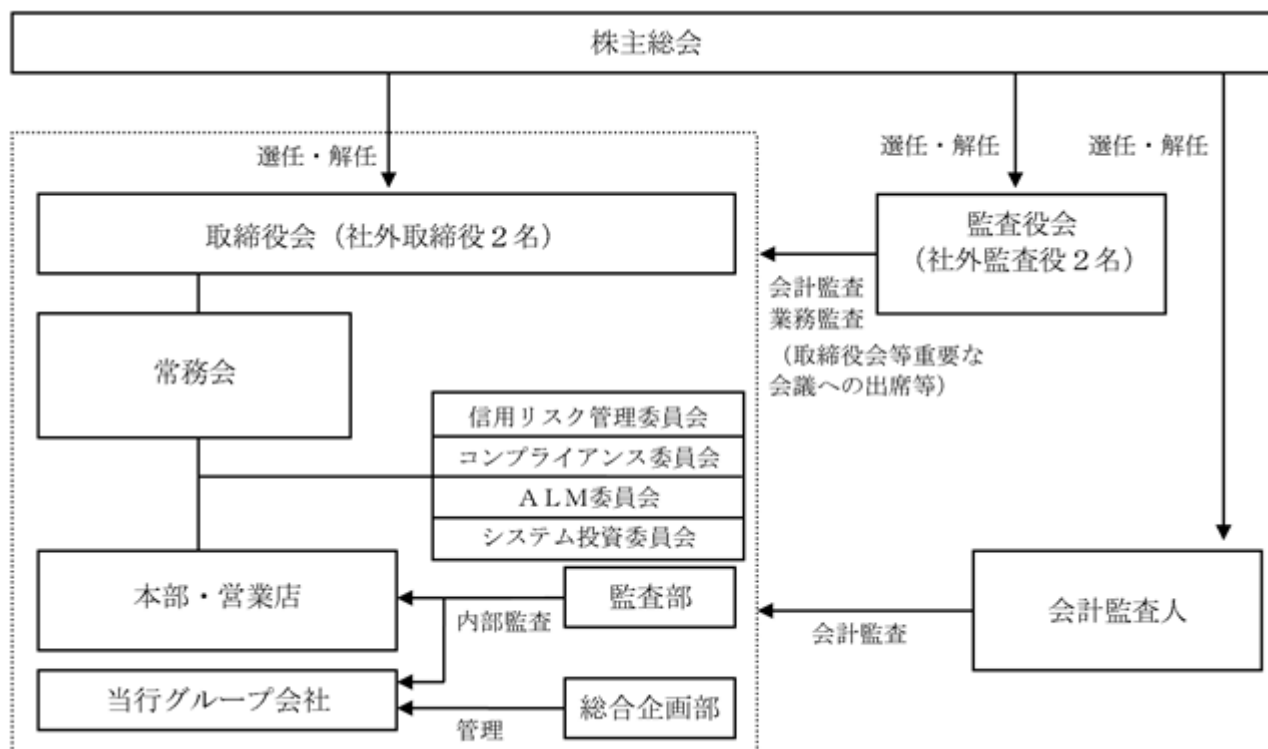 株主総会
選任・解任
選任・解任
選任・解任
取締役会（社外取締役２名）
監査役会
（社外監査役２名）
会計監査
業務監査
（取締役会等重要な
会議への出席等）
常務会
信用リスク管理委員会
コンプライアンス委員会
ＡＬＭ委員会
システム投資委員会
本部・営業店
内部監査
監査部
会計監査
会計監査人
当行グループ会社
管理
総合企画部